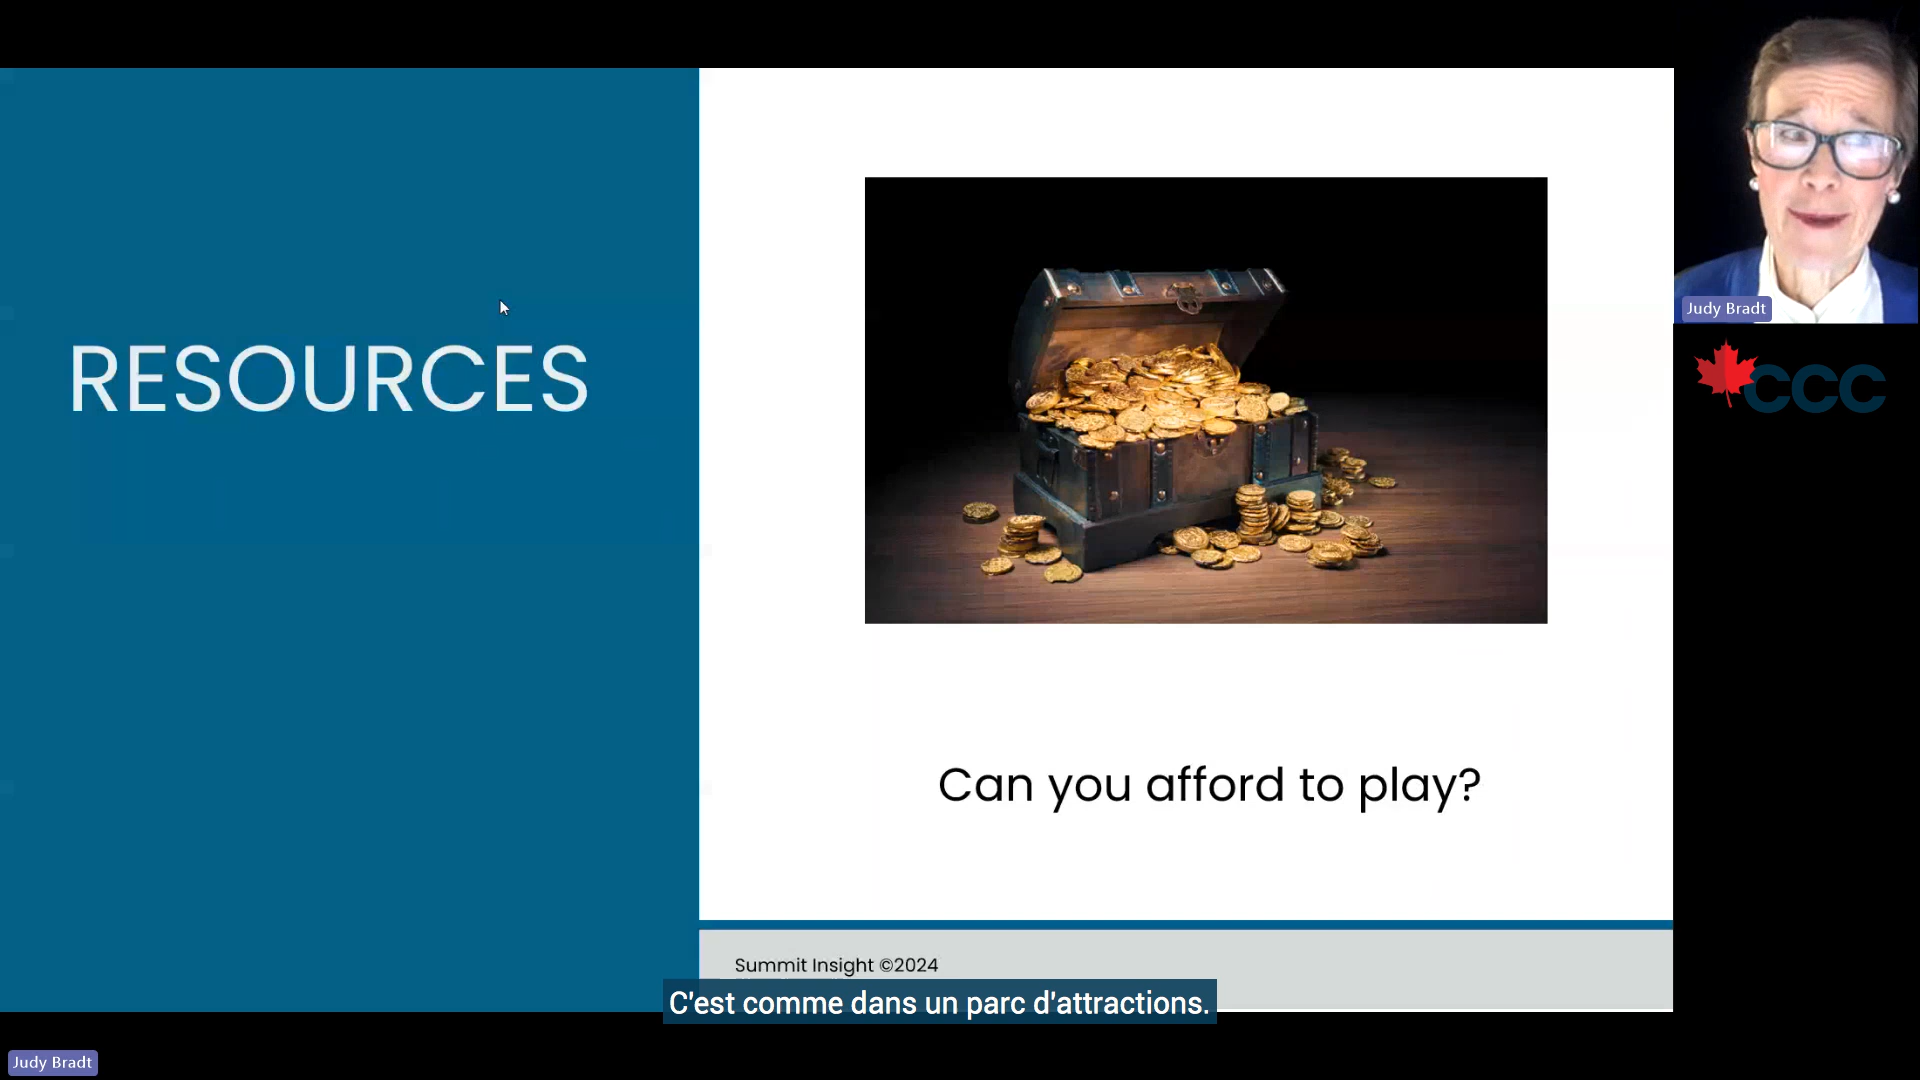 RESOURCES
Can you afford to play?
Summit Insight ©2024
C'est comme dans un parc d'attractions.
Judy Bradt
CCC
Judy Bradt